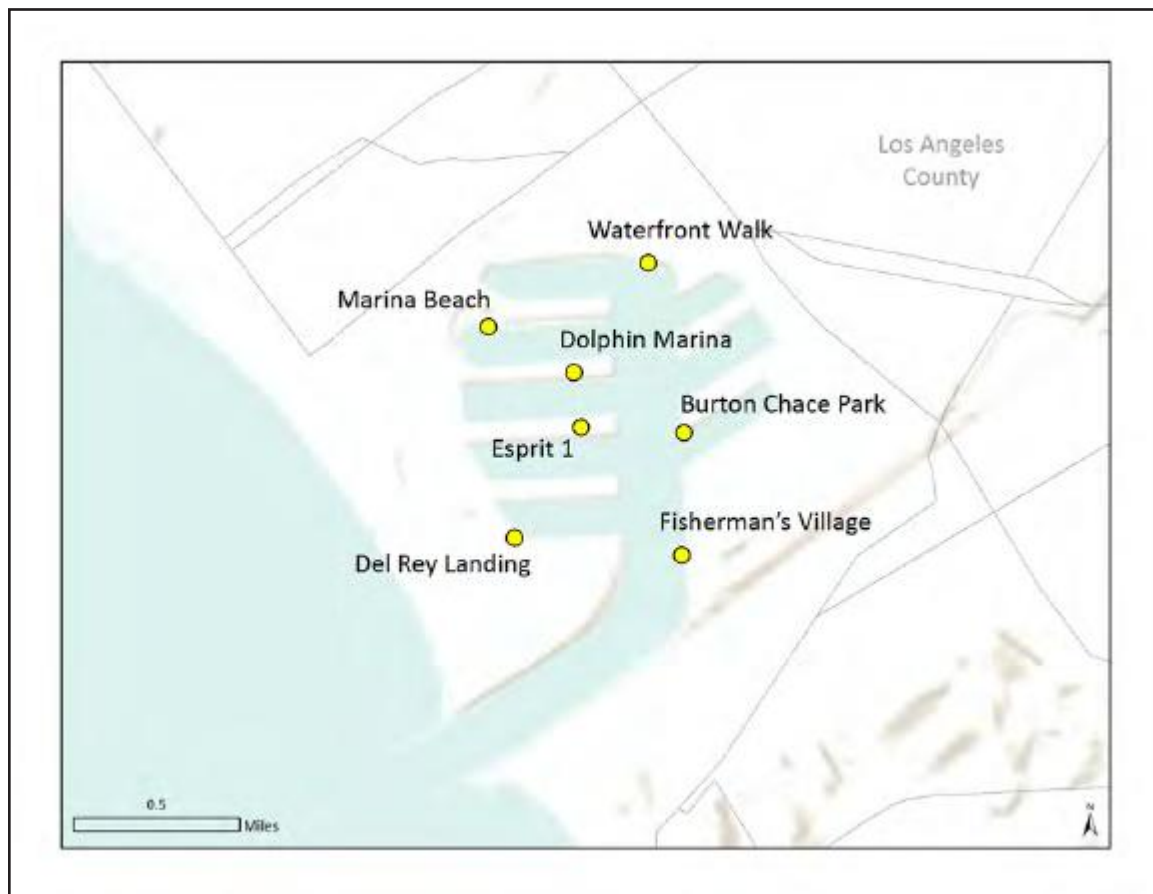 Los Angeles
County
Waterfront Walk
Marina Beach
Dolphin Marina
Burton Chace Park
Esprit 1
Fisherman's Village
Del Rey Landing
0.5
Miles
N